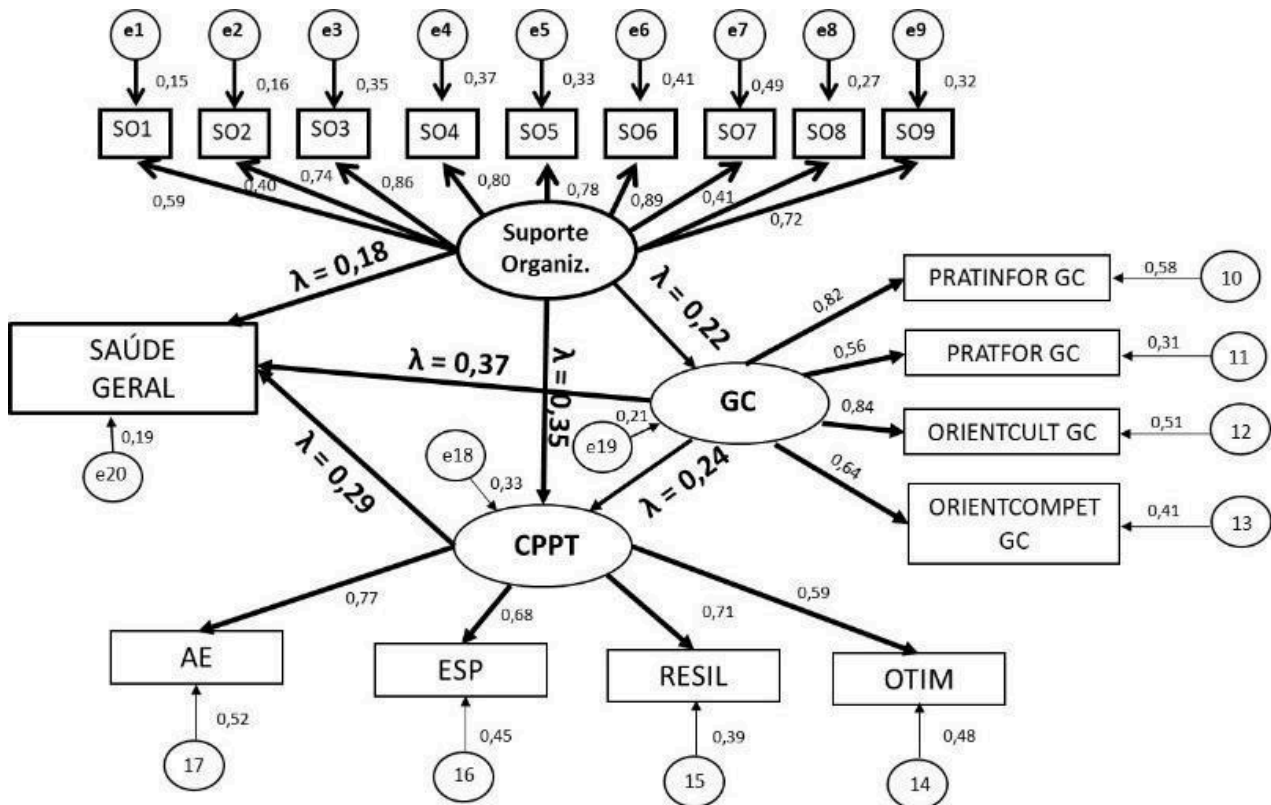 e1
e2
e3
e4
e5
e6
e7
e8
e9
0,15
0,16
0,35
0,37
0,33
0,41
0,49
0,27
0,32
SO1
SO2
SO3
SO4
SO5
SO6
SO7
SO8
SO9
0,59
0,40
0,74
0,86
0,80
0,78
0,89
0,41
0,72
Suporte
Organiz.
λ = 0,18
λ = 0,22
λ = 0,37
λ = 0,35
λ = 0,29
λ = 0,24
SAÚDE
GERAL
0,19
e20
GC
0,21
e19
e18
0,33
CPPT
0,82
PRATINFOR GC
0,58
10
0,56
PRATFOR GC
0,31
11
0,84
ORIENTCULT GC
0,51
12
0,64
ORIENTCOMPET
GC
0,41
13
0,77
0,68
0,71
0,59
AE
ESP
RESIL
OTIM
0,52
0,45
0,39
0,48
17
16
15
14